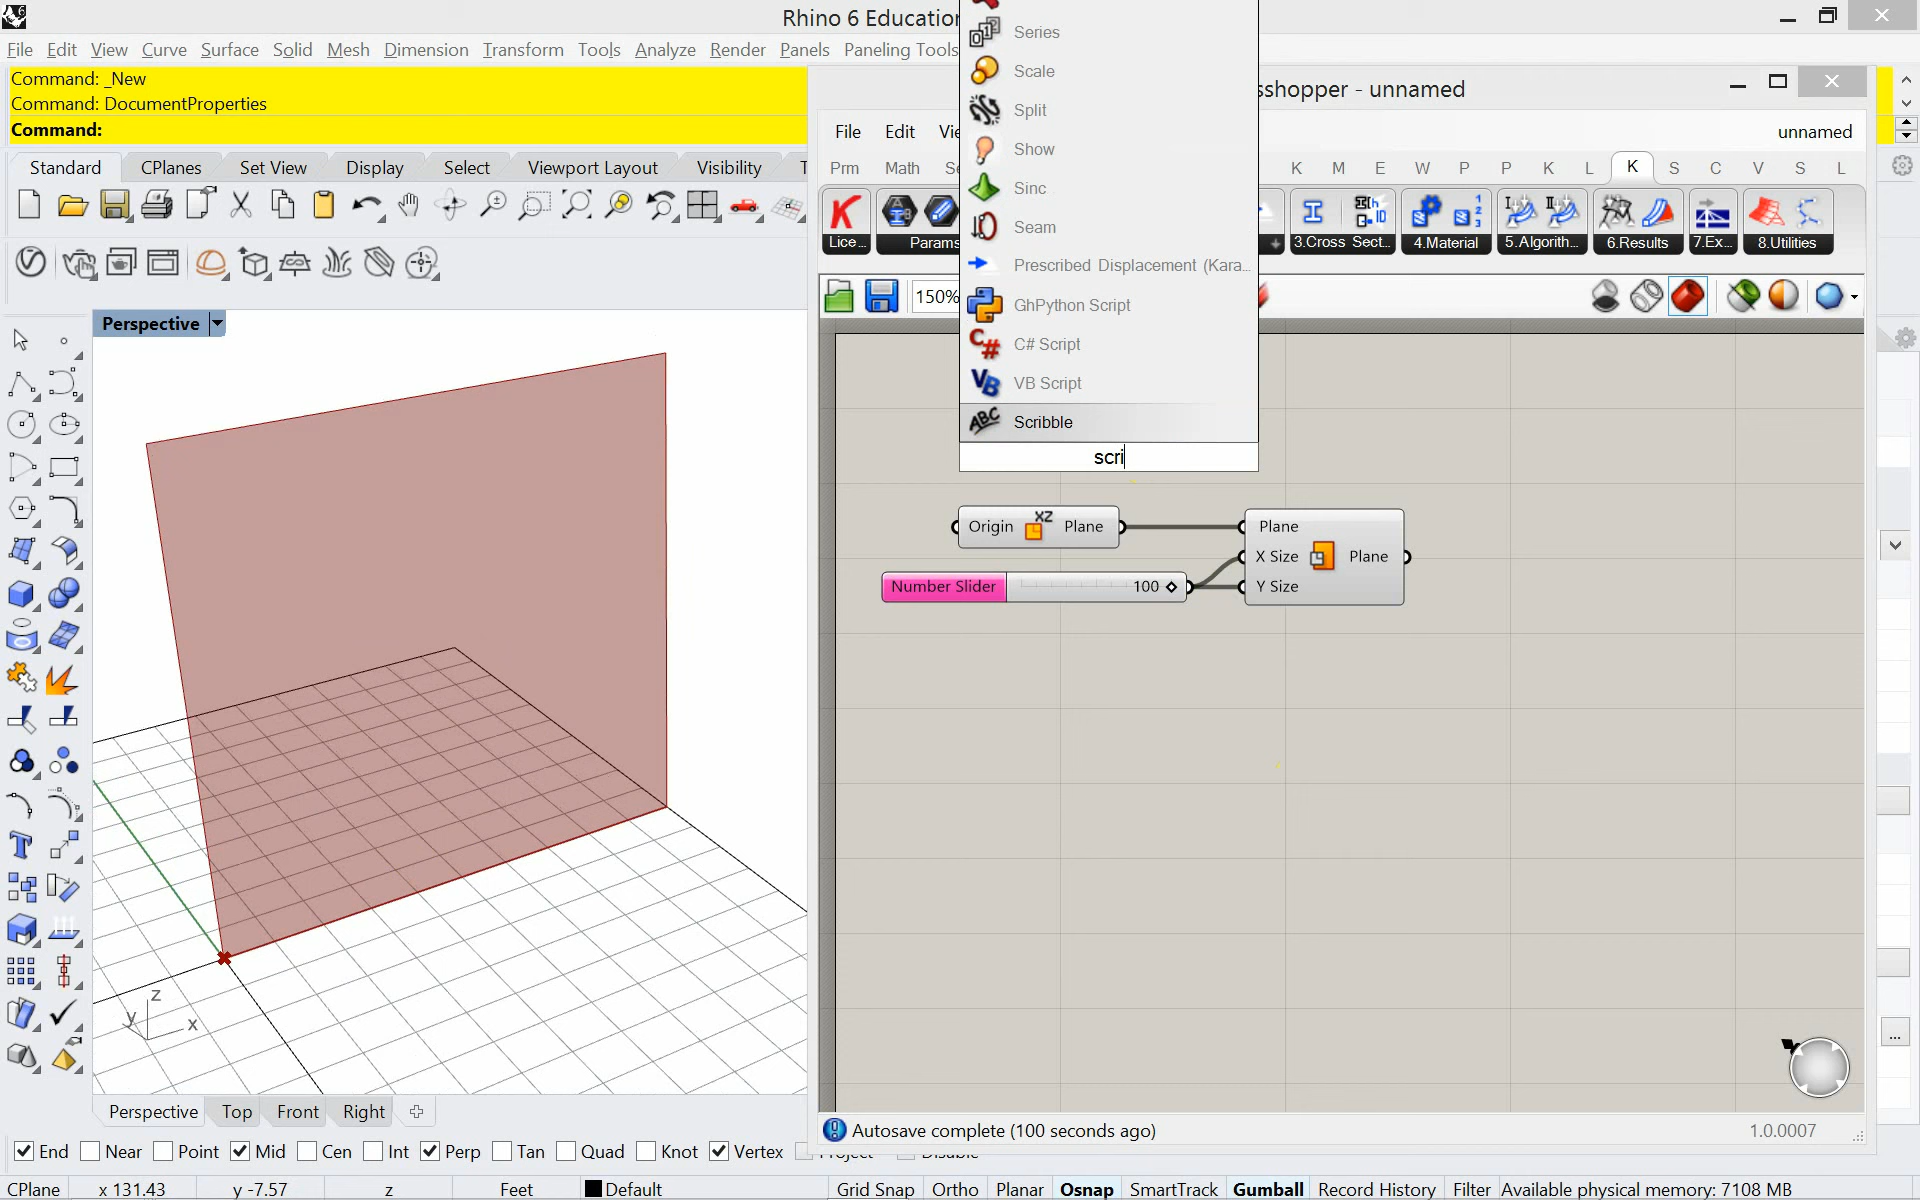 Rhino 6 Education
File Edit View Curve Surface Solid Mesh Dimension Transform Tools Analyze Render Panels Paneling Tools
Command: _New
Command: DocumentProperties
Command:
Standard CPlanes Set View Display Select Viewport Layout Visibility
Perspective
z
y
x
Perspective Top Front Right
End Near Point Mid Cen Int Perp Tan Quad Knot Vertex
CPlane x 131.43 y -7.57 z Feet Default Grid Snap Ortho Planar Osnap SmartTrack Gumball Record History Filter Available physical memory: 7108 MB
Series
Scale
Split
Show
Sinc
Seam
Prescribed Displacement (Kara...
GhPython Script
C# Script
VB Script
Scribble
scri
sshopper - unnamed
File Edit
unnamed
Prm Math K M E W P P K L K S C V S L
Lice... Params 3.Cross Sect... 4.Material 5.Algorith... 6.Results 7.Ex... 8.Utilities
150%
Origin XZ Plane
Number Slider 100
Plane
X Size Plane
Y Size
Autosave complete (100 seconds ago)
1.0.0007